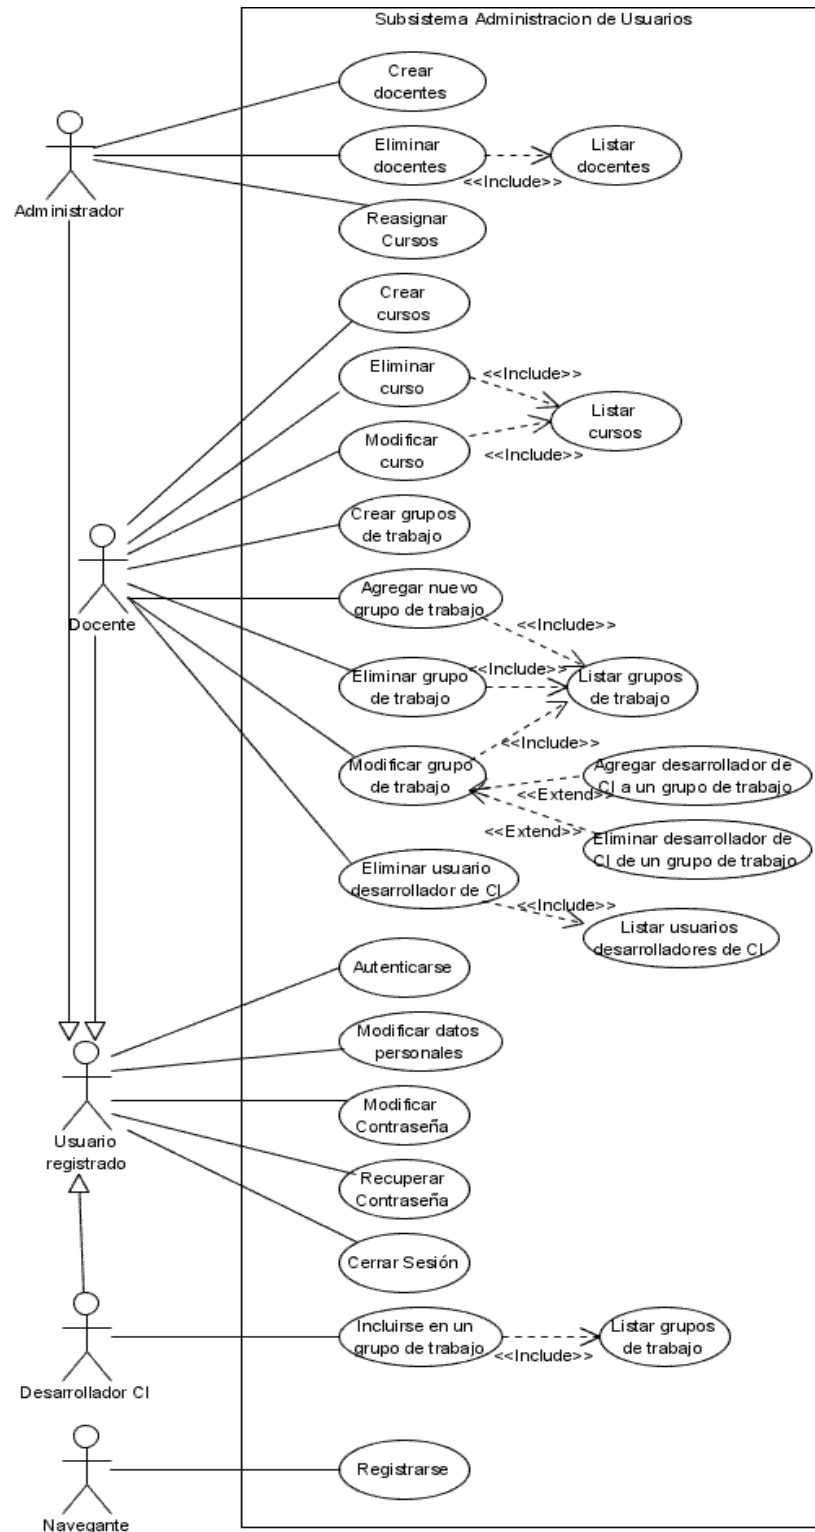 Subsistema Administracion de Usuarios
Crear
docentes
Eliminar
docentes
Listar
docentes
<<Include>>
Administrador
Reasignar
Cursos
Crear
cursos
Eliminar
curso
<<Include>>
Listar
cursos
Modificar
curso
<<Include>>
Crear grupos
de trabajo
Agregar nuevo
grupo de trabajo
Docente
<<Include>>
Eliminar grupo
de trabajo
<<Include>>
Listar grupos
de trabajo
<<Include>>
Modificar grupo
de trabajo
Agregar desarrollador de
CI a un grupo de trabajo
<<Extend>>
<<Extend>>
Eliminar desarrollador de
CI de un grupo de trabajo
Eliminar usuario
desarrollador de CI
<<Include>>
Listar usuarios
desarrolladores de CI
Autenticarse
Modificar datos
personales
Modificar
Contraseña
Usuario
registrado
Recuperar
Contraseña
Cerrar Sesión
Incluirse en un
grupo de trabajo
<<Include>>
Listar grupos
de trabajo
Desarrollador CI
Registrarse
Navegante